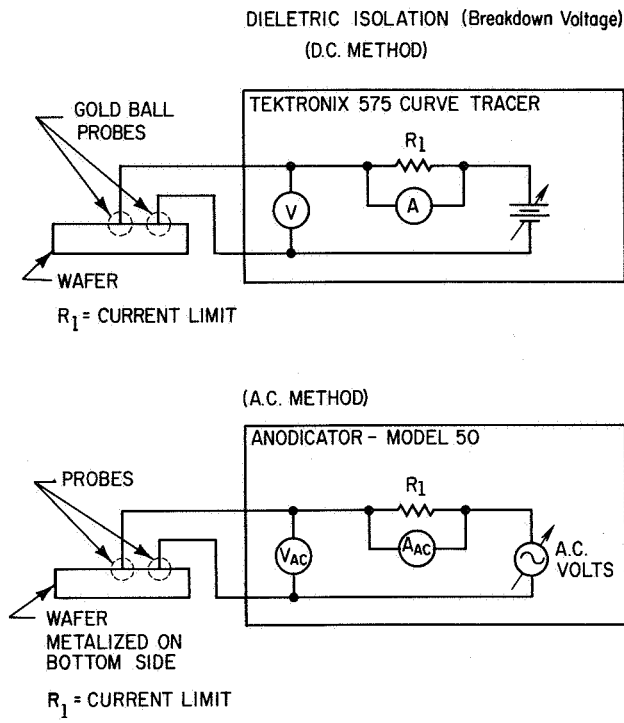 DIELETRIC ISOLATION (Breakdown Voltage)
(D.C. METHOD)
GOLD BALL
PROBES
TEKTRONIX 575 CURVE TRACER
R1
V
A
WAFER
R1 = CURRENT LIMIT
(A.C. METHOD)
ANODICATOR - MODEL 50
PROBES
R1
VAC
AAC
A.C.
VOLTS
WAFER
METALIZED ON
BOTTOM SIDE
R1 = CURRENT LIMIT